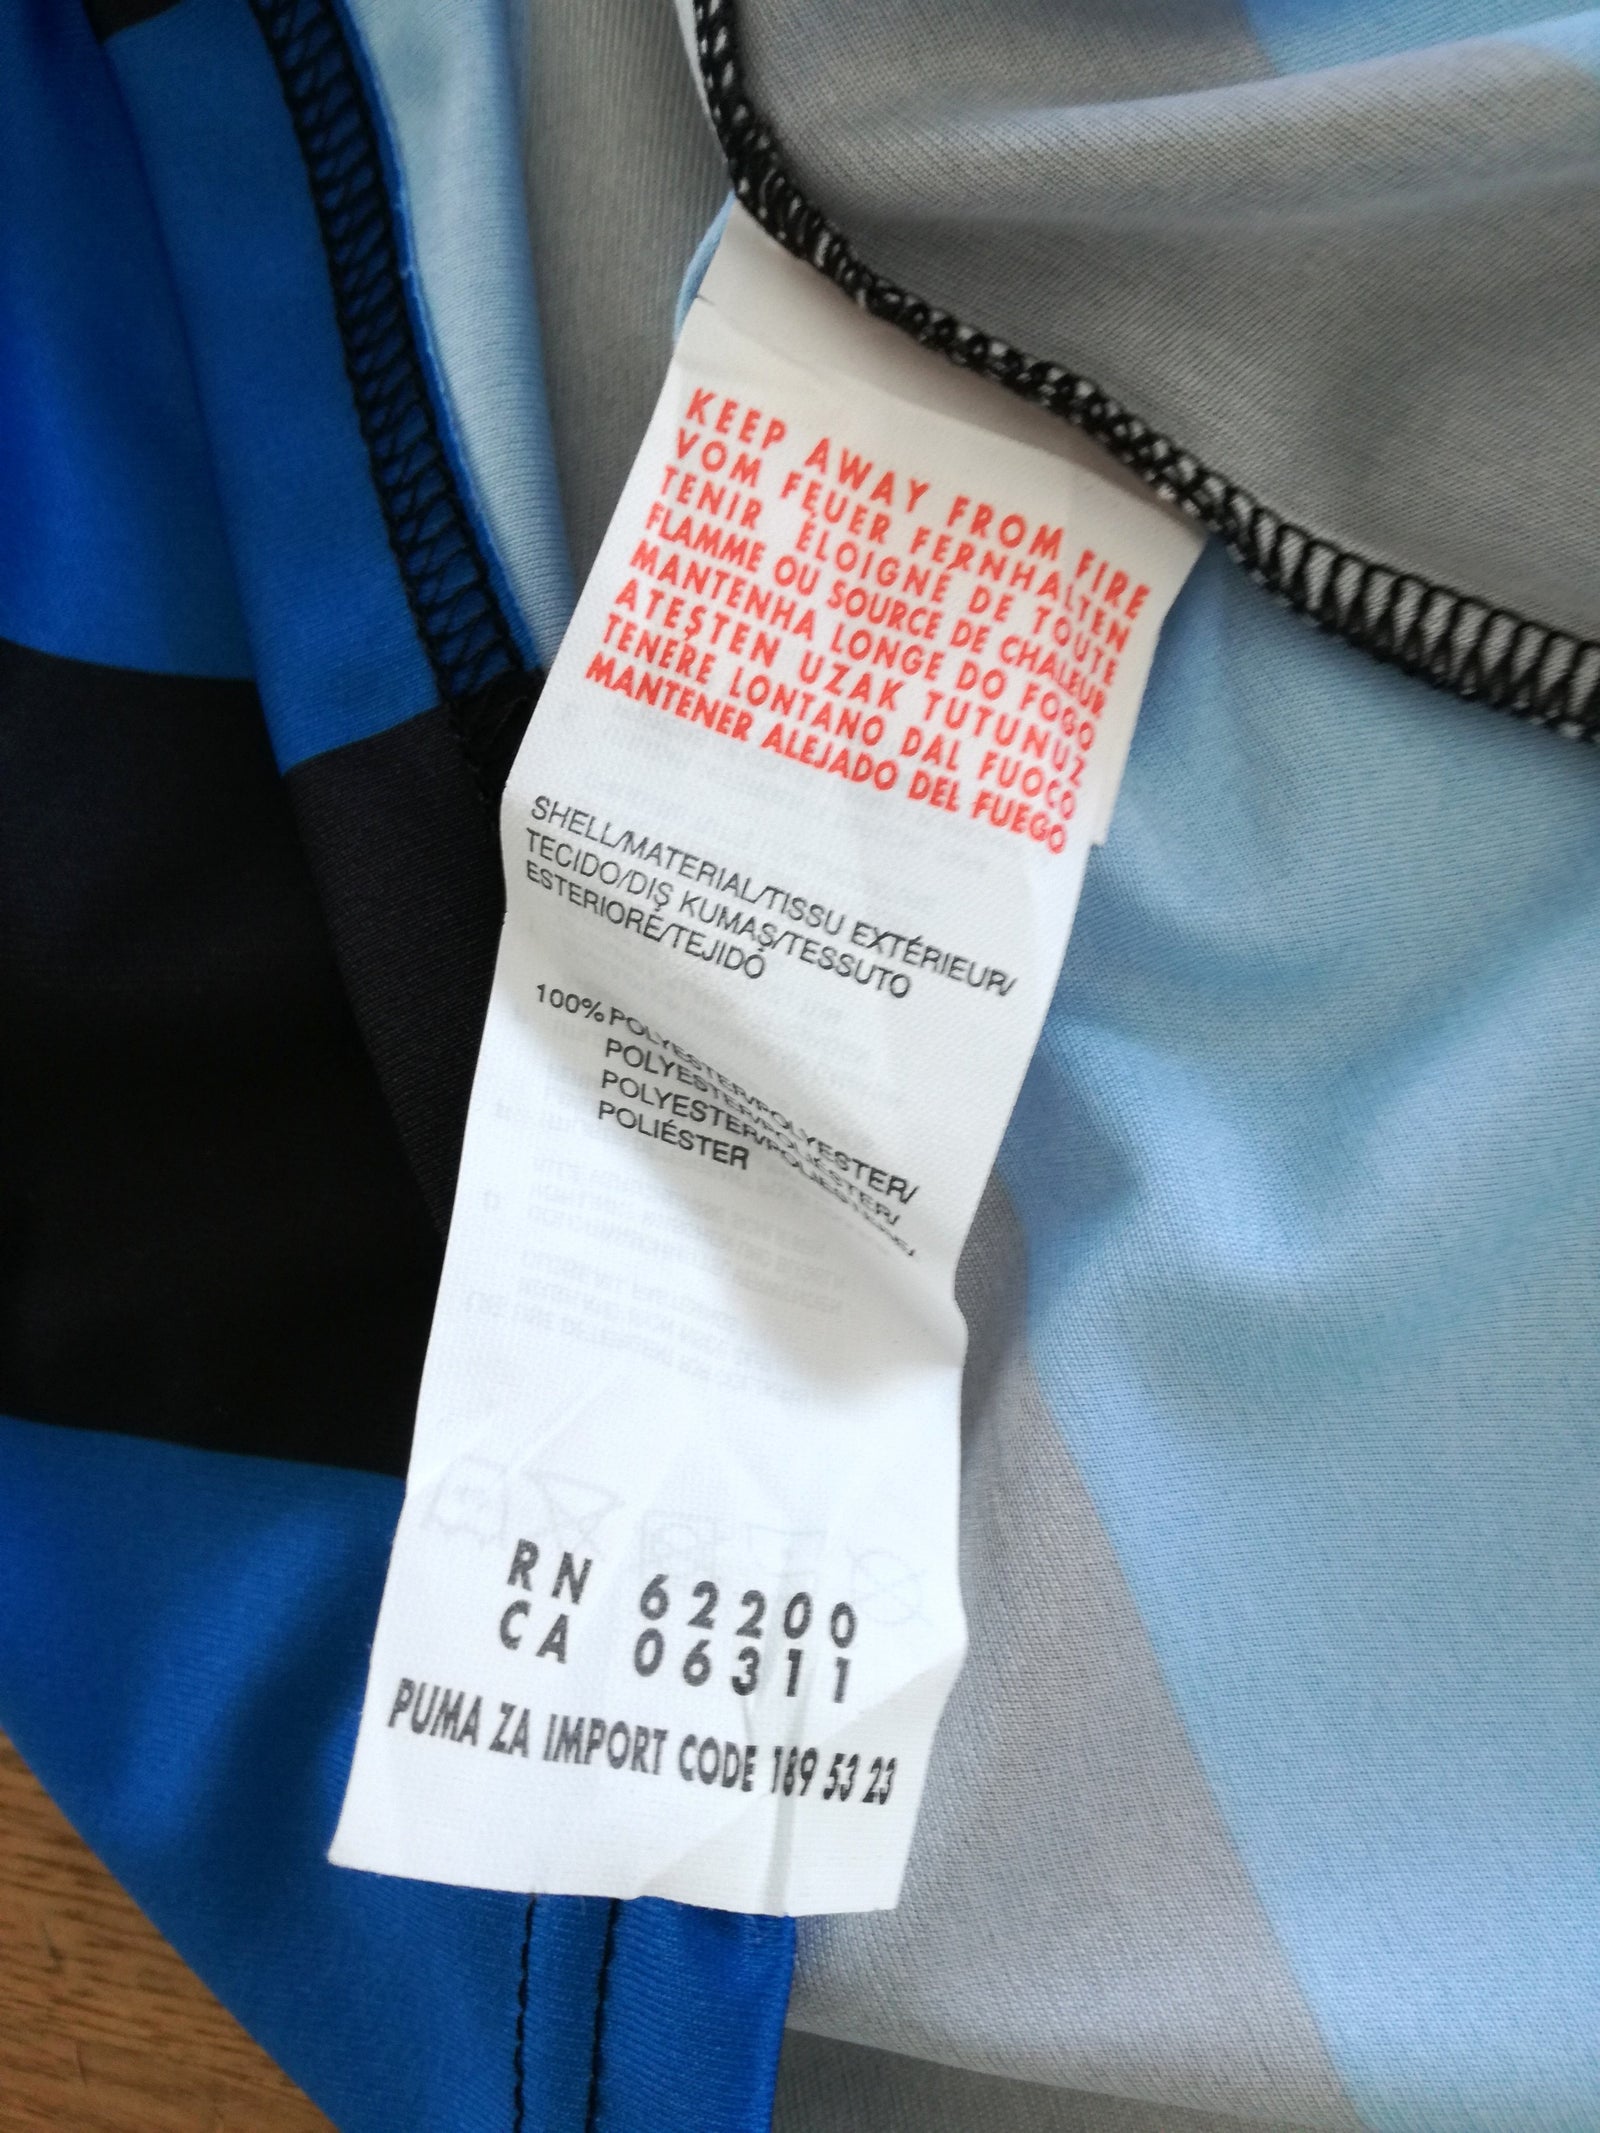 KEEP AWAY FROM FIRE
VOM FEUER FERNHALTEN
TENIR ÉLOIGNÉ DE TOUTE
FLAMME OU SOURCE DE CHALEUR
MANTENHA LONGE DO FOGO
ATEŞTEN UZAK TUTUNUZ
TENERE LONTANO DAL FUOCO
MANTENER ALEJADO DEL FUEGO
SHELL/MATERIAL/TISSU EXTÉRIEUR/
TECIDO/DIŞ KUMAŞ/TESSUTO
ESTERIORE/TEJIDO
100% POLYESTER/POLYESTER/
POLYESTER/POLIÉSTER/
POLYESTER/POLIESTERE/
POLIÉSTER
RN 62200
CA 06311
PUMA ZA IMPORT CODE 189 53 23